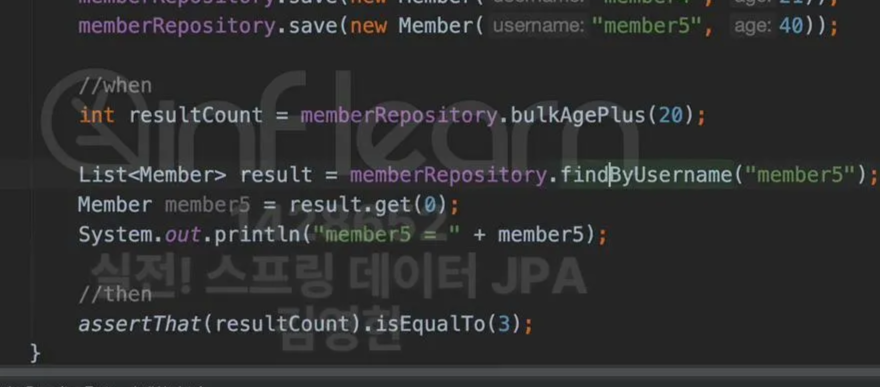 memberRepository.save(new Member( username: "member4", age: 21));
memberRepository.save(new Member( username: "member5", age: 40));
//when
int resultCount = memberRepository.bulkAgePlus(20);
List<Member> result = memberRepository.findByUsername("member5");
Member member5 = result.get(0);
System.out.println("member5 = " + member5);
//then
assertThat(resultCount).isEqualTo(3);
}
inflearn
1428652
실전! 스프링 데이터 JPA
김영한